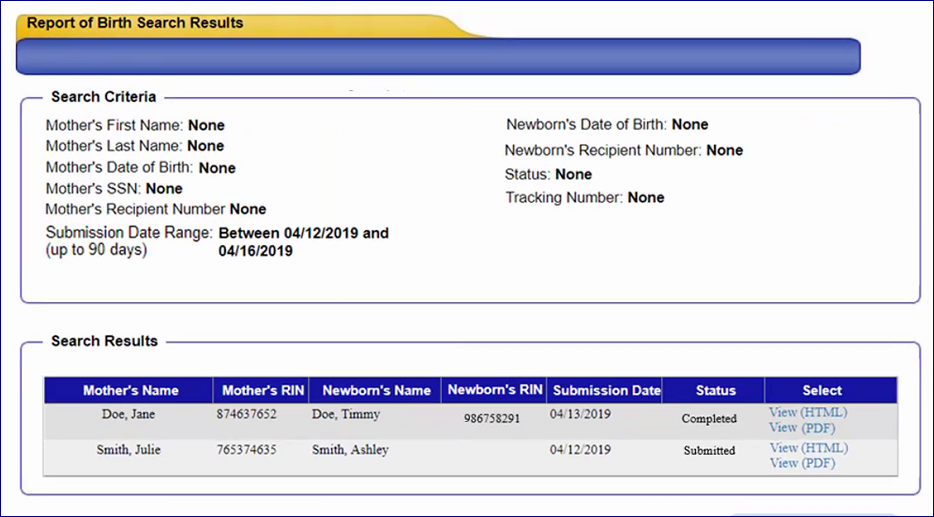 Report of Birth Search Results
Search Criteria
Mother's First Name: None
Mother's Last Name: None
Mother's Date of Birth: None
Mother's SSN: None
Mother's Recipient Number None
Submission Date Range: Between 04/12/2019 and
(up to 90 days) 04/16/2019
Newborn's Date of Birth: None
Newborn's Recipient Number: None
Status: None
Tracking Number: None
Search Results
Mother's Name Mother's RIN Newborn's Name Newborn's RIN Submission Date Status Select
Doe, Jane 874637652 Doe, Timmy 986758291 04/13/2019 Completed View (HTML)
View (PDF)
Smith, Julie 765374635 Smith, Ashley 04/12/2019 Submitted View (HTML)
View (PDF)